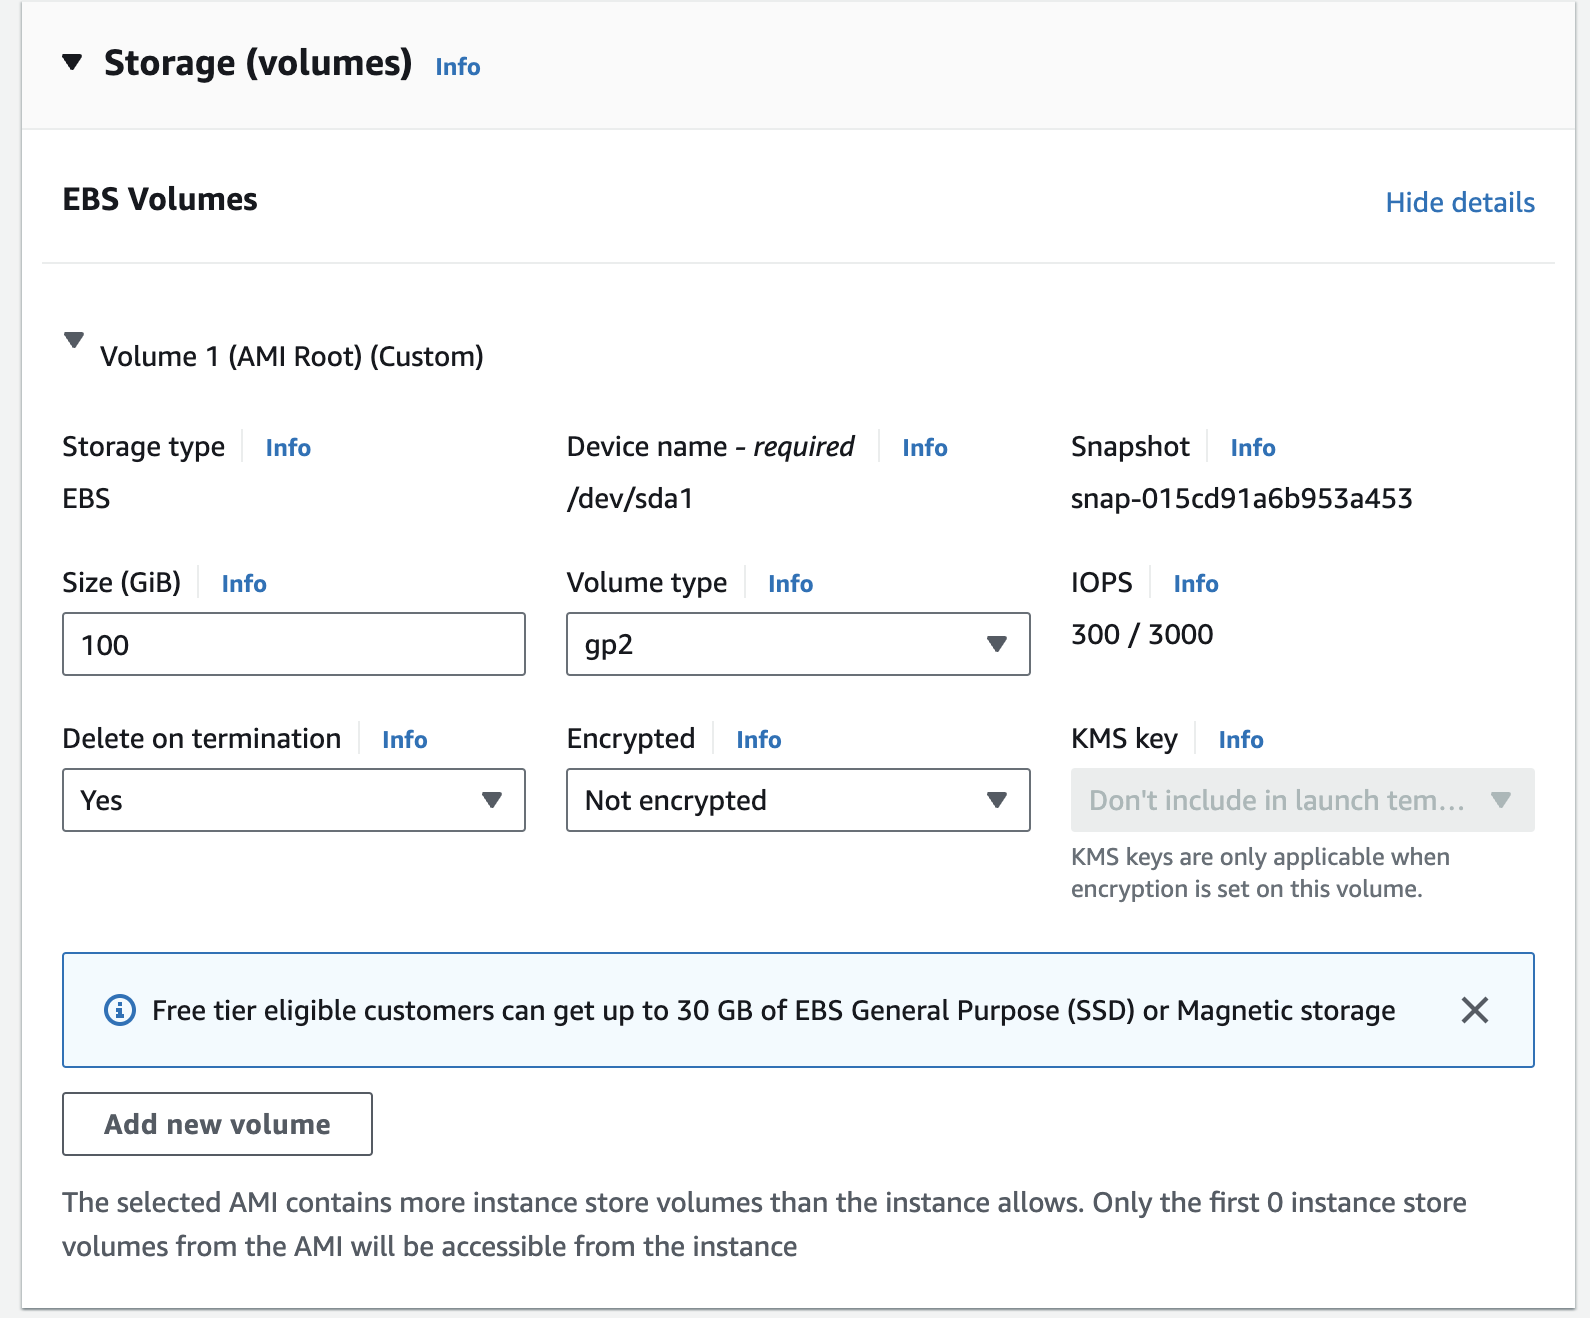 Storage (volumes) Info
EBS Volumes Hide details
Volume 1 (AMI Root) (Custom)
Storage type Info Device name - required Info Snapshot Info
EBS /dev/sda1 snap-015cd91a6b953a453
Size (GiB) Info Volume type Info IOPS Info
100 gp2 300 / 3000
Delete on termination Info Encrypted Info KMS key Info
Yes Not encrypted Don't include in launch tem...
KMS keys are only applicable when
encryption is set on this volume.
Free tier eligible customers can get up to 30 GB of EBS General Purpose (SSD) or Magnetic storage
Add new volume
The selected AMI contains more instance store volumes than the instance allows. Only the first 0 instance store
volumes from the AMI will be accessible from the instance